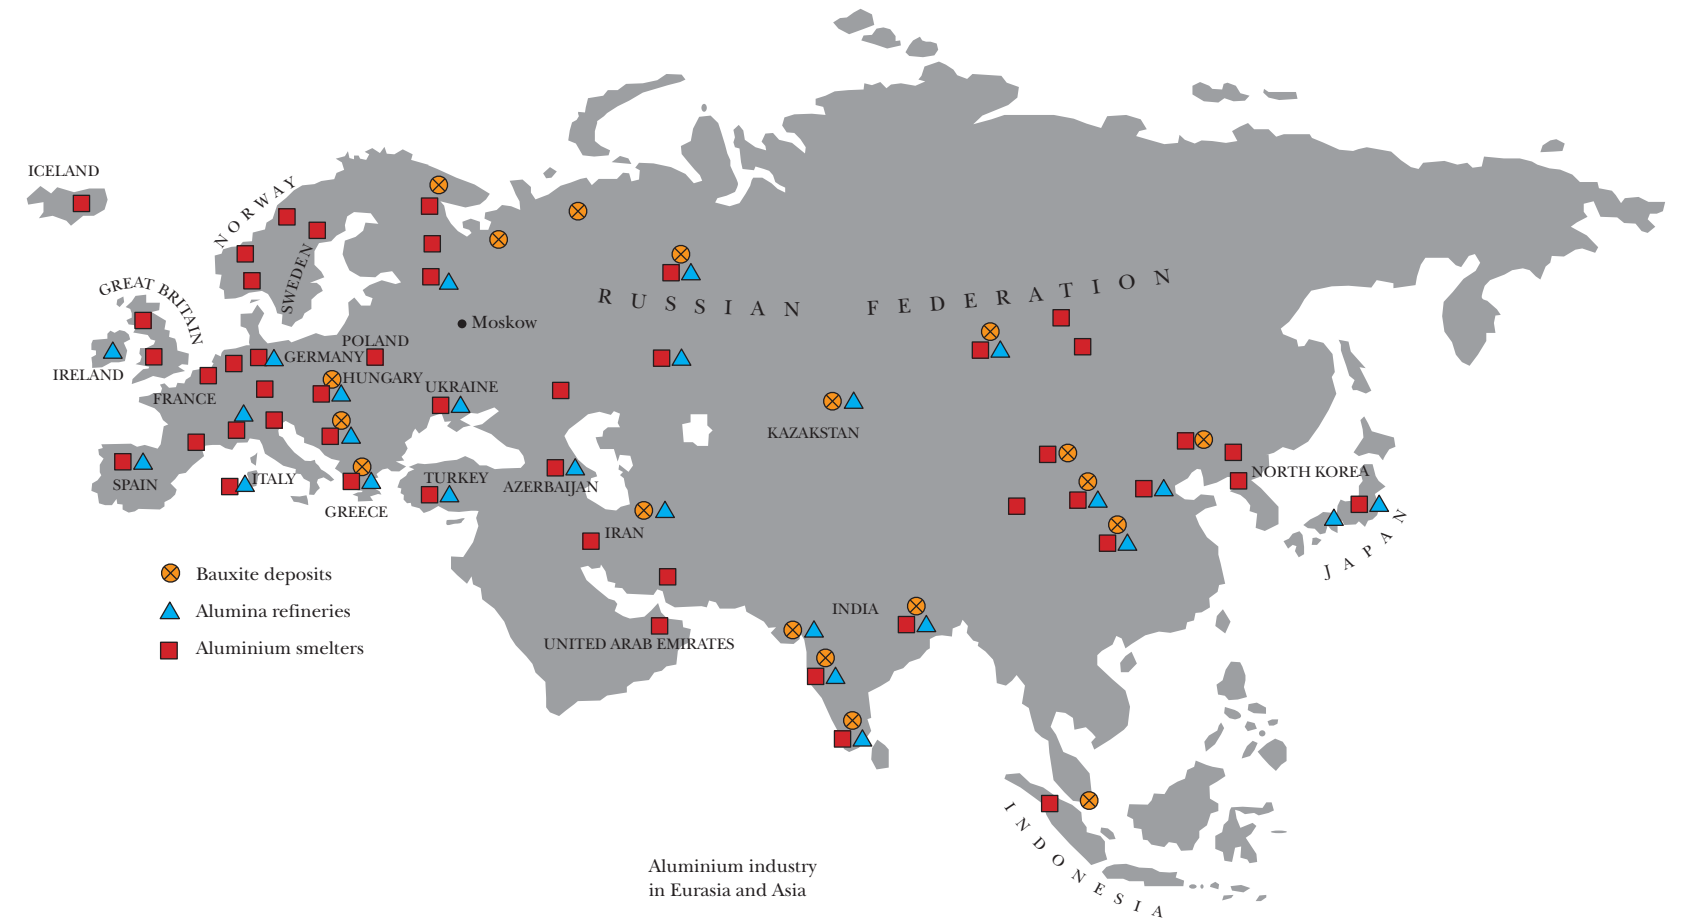 ICELAND
NORWAY
SWEDEN
GREAT BRITAIN
RUSSIAN FEDERATION
Moskow
POLAND
GERMANY
IRELAND
HUNGARY
UKRAINE
FRANCE
KAZAKSTAN
SPAIN
ITALY
TURKEY
AZERBAIJAN
NORTH KOREA
GREECE
JAPAN
IRAN
Bauxite deposits
Alumina refineries
Aluminium smelters
INDIA
UNITED ARAB EMIRATES
INDONESIA
Aluminium industry
in Eurasia and Asia